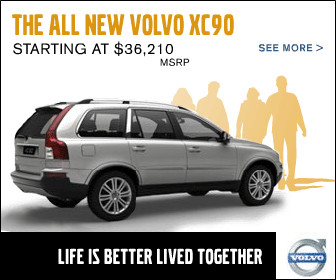 THE ALL NEW VOLVO XC90
STARTING AT $36,210
MSRP
SEE MORE >
LIFE IS BETTER LIVED TOGETHER
VOLVO